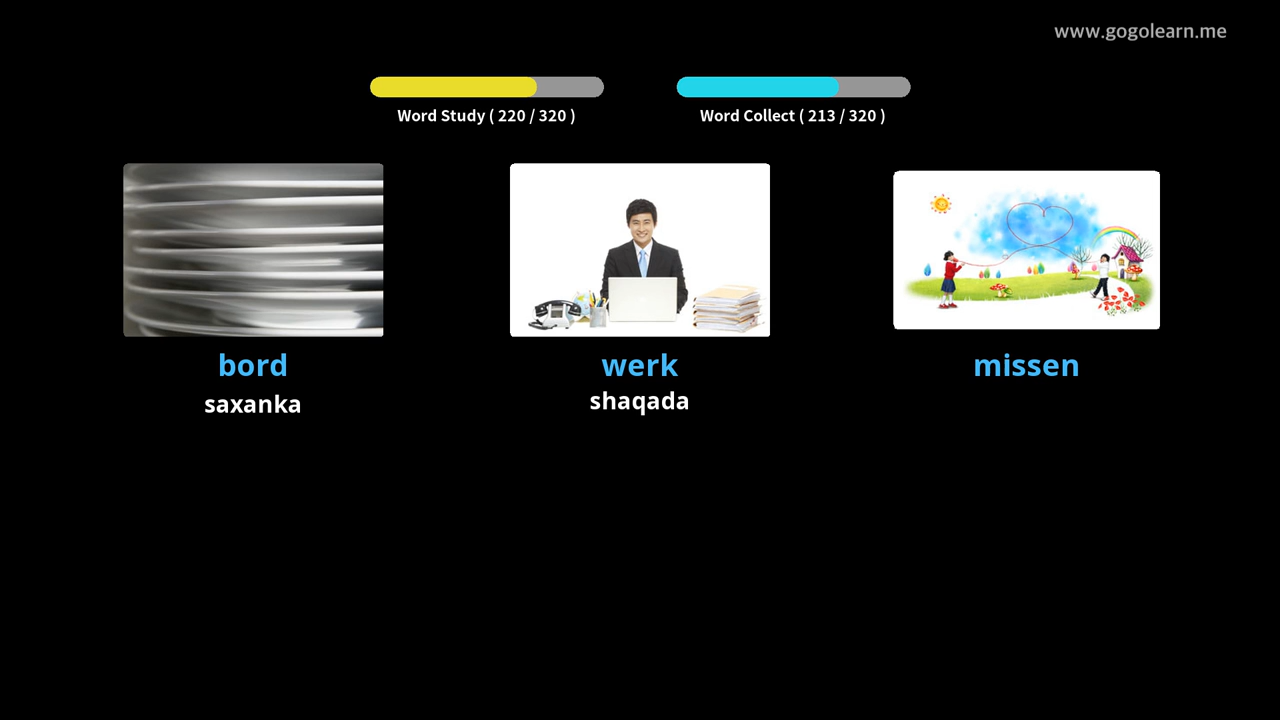 www.gogolearn.me
Word Study ( 220 / 320 )
Word Collect ( 213 / 320 )
bord
saxanka
werk
shaqada
missen